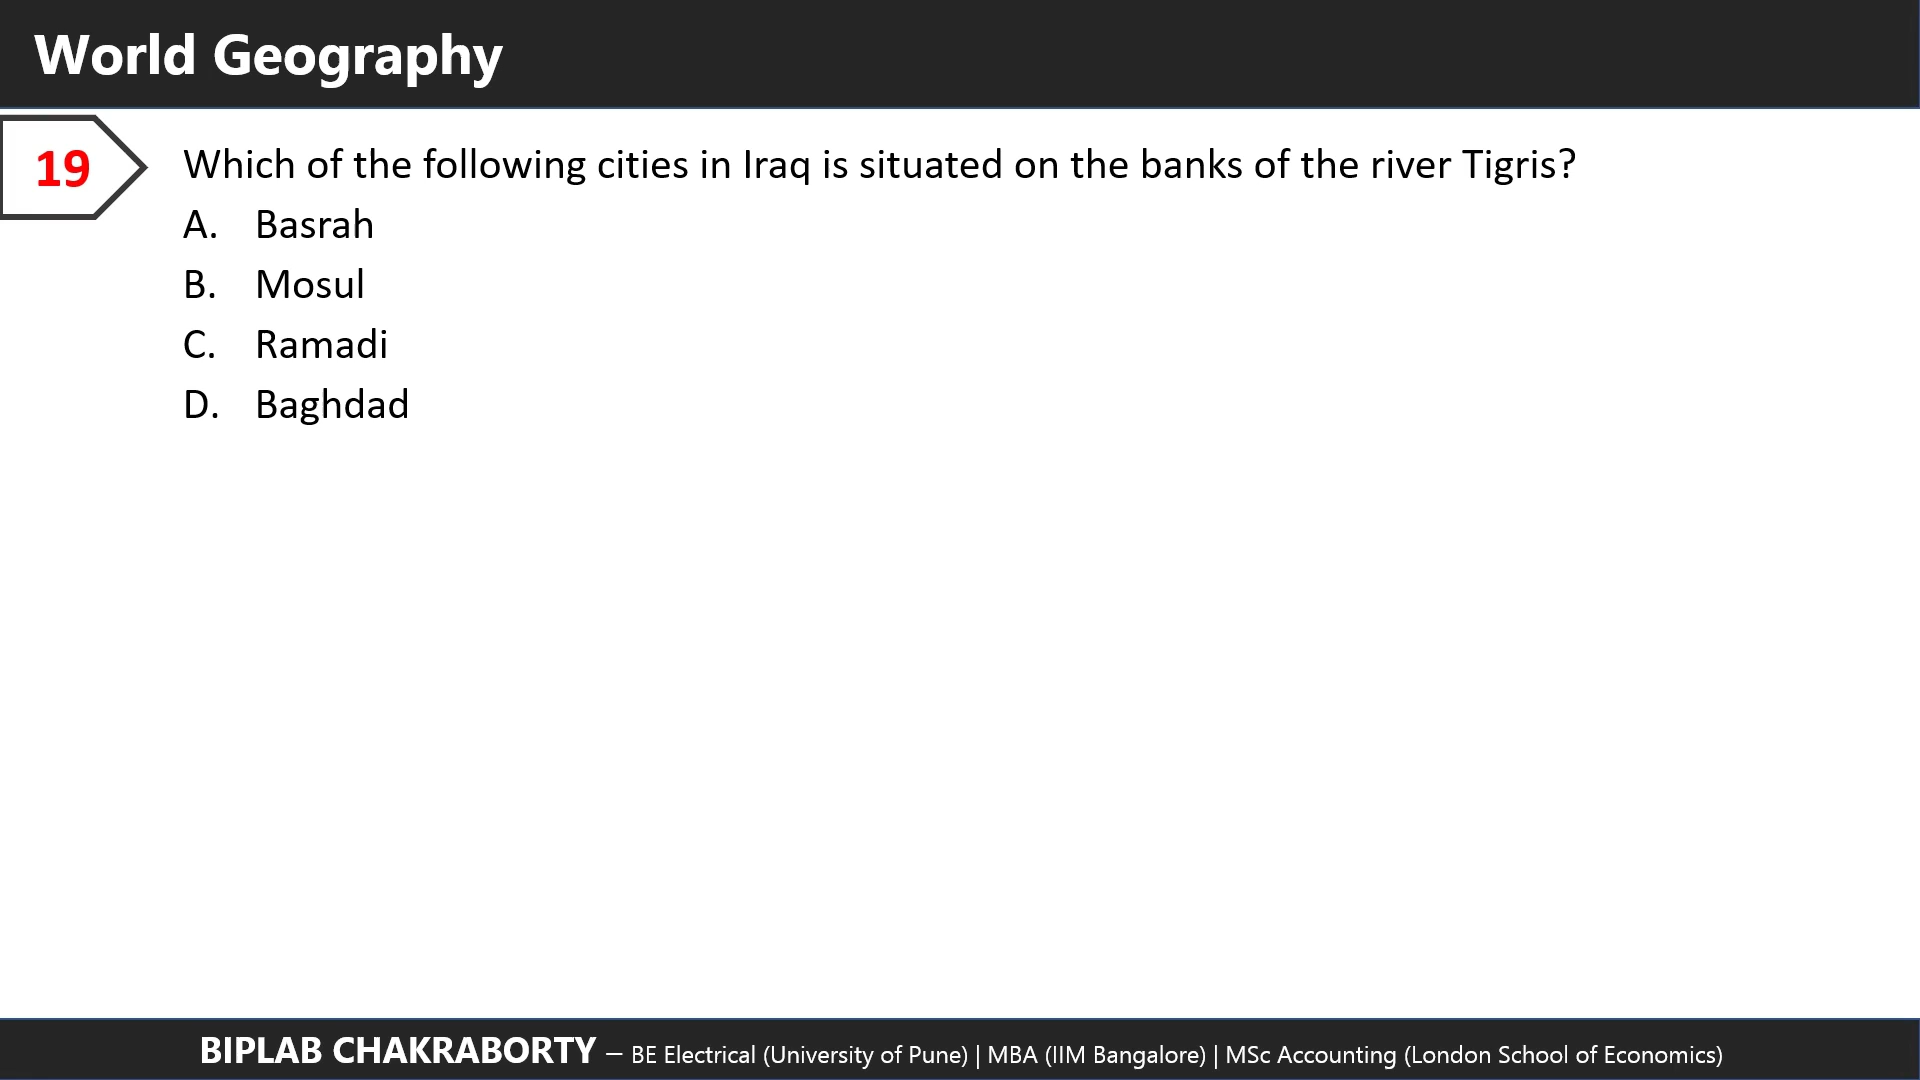 World Geography
19
Which of the following cities in Iraq is situated on the banks of the river Tigris?
A. Basrah
B. Mosul
C. Ramadi
D. Baghdad
BIPLAB CHAKRABORTY – BE Electrical (University of Pune) | MBA (IIM Bangalore) | MSc Accounting (London School of Economics)